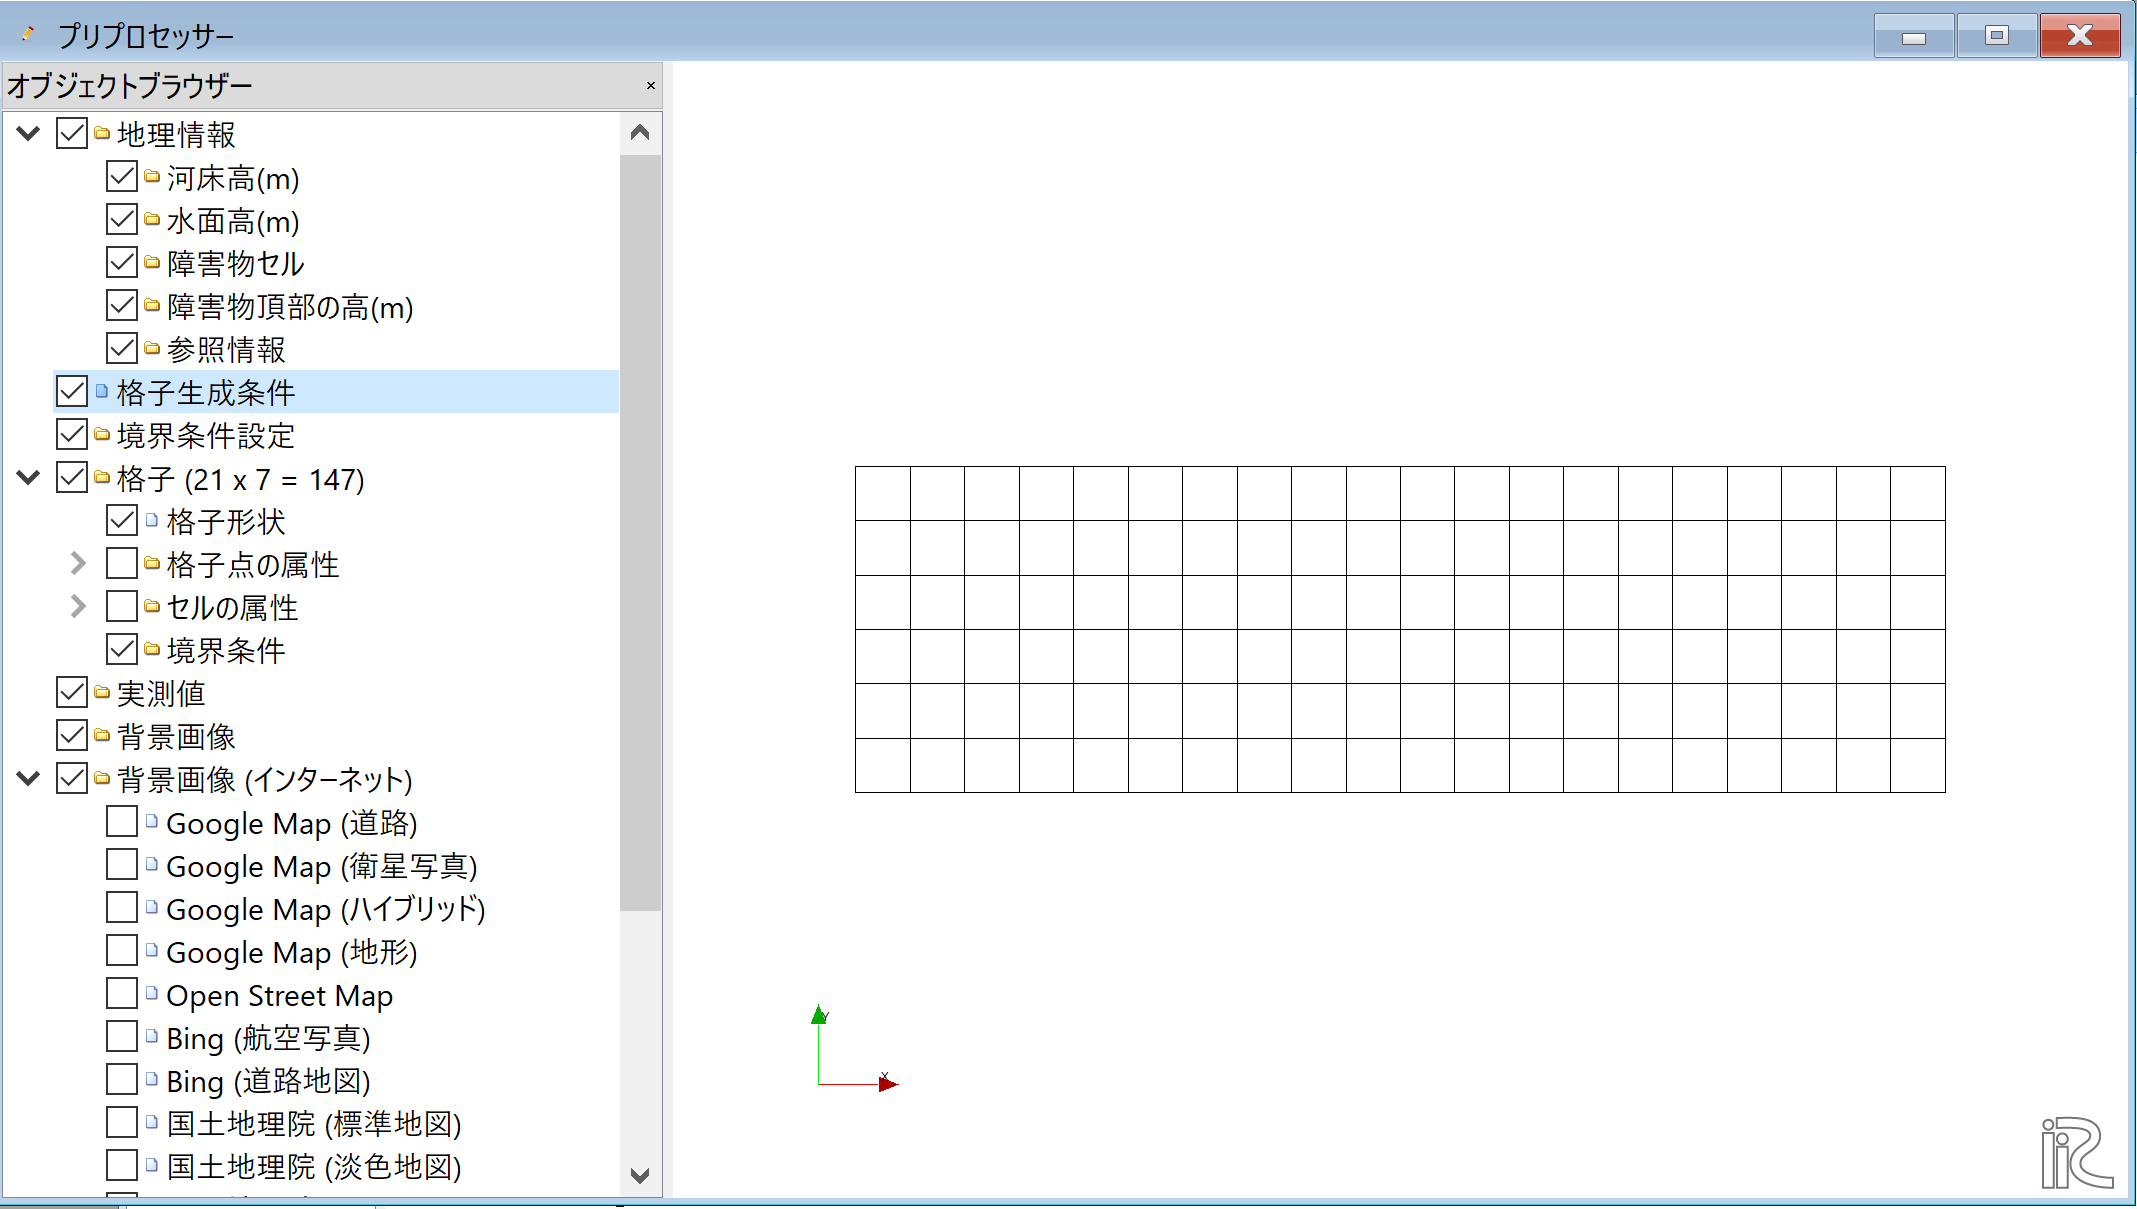 プリプロセッサー
オブジェクトブラウザー
地理情報
河床高(m)
水面高(m)
障害物セル
障害物頂部の高(m)
参照情報
格子生成条件
境界条件設定
格子 (21 x 7 = 147)
格子形状
格子点の属性
セルの属性
境界条件
実測値
背景画像
背景画像 (インターネット)
Google Map (道路)
Google Map (衛星写真)
Google Map (ハイブリッド)
Google Map (地形)
Open Street Map
Bing (航空写真)
Bing (道路地図)
国土地理院 (標準地図)
国土地理院 (淡色地図)
Y
X
iRiC